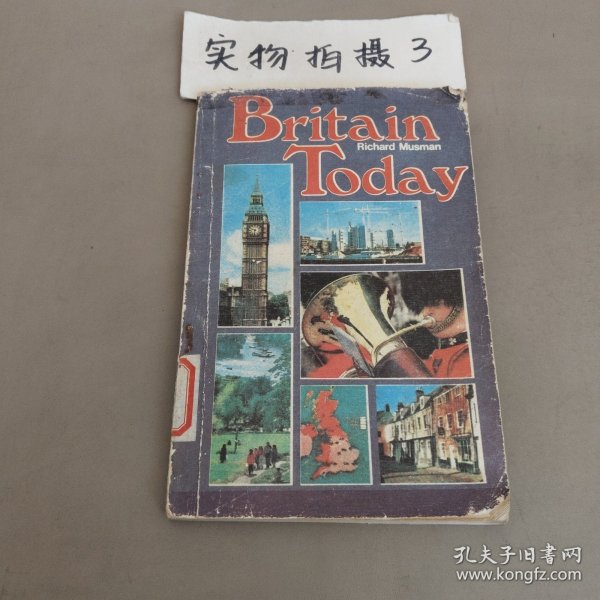 实物拍摄3
Britain
Richard Musman
Today
孔夫子旧书网
www.kongfz.com